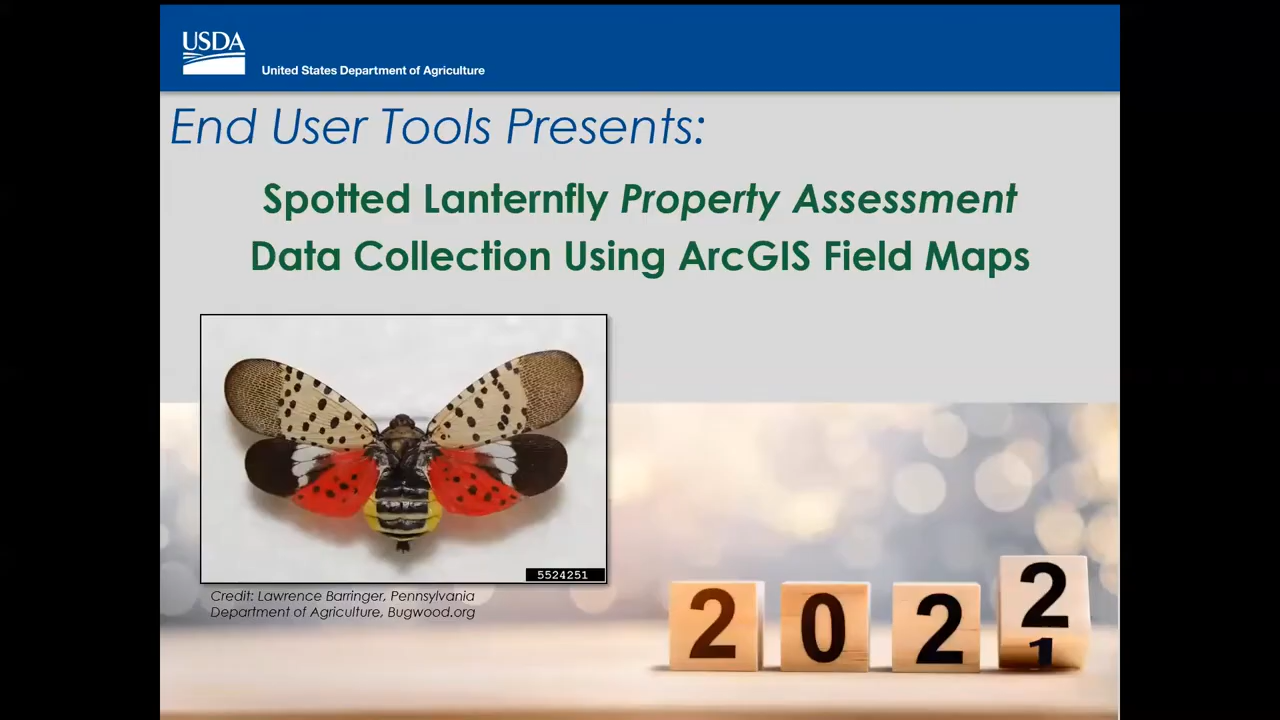 USDA
United States Department of Agriculture
End User Tools Presents:
Spotted Lanternfly Property Assessment
Data Collection Using ArcGIS Field Maps
5524251
Credit: Lawrence Barringer, Pennsylvania
Department of Agriculture, Bugwood.org
2 0 2 2
1